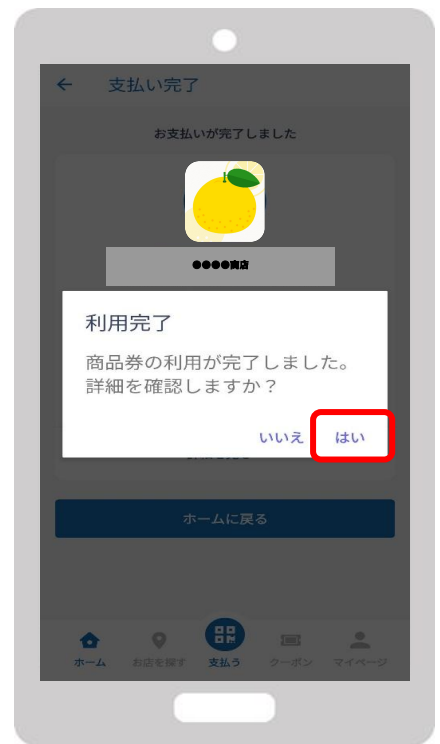 ← 支払い完了
お支払いが完了しました
●●●●商店
利用完了
商品券の利用が完了しました。
詳細を確認しますか？
いいえ はい
ホームに戻る
ホーム お店を探す 支払う クーポン マイページ